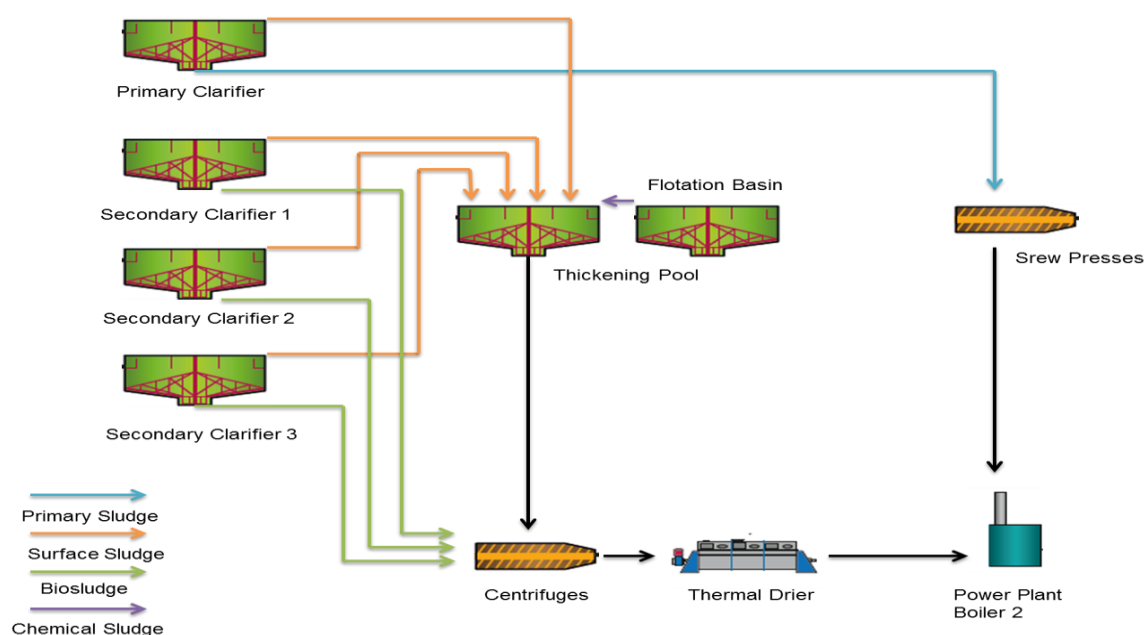 Primary Clarifier
Secondary Clarifier 1
Flotation Basin
Thickening Pool
Srew Presses
Secondary Clarifier 2
Secondary Clarifier 3
Primary Sludge
Surface Sludge
Biosludge
Chemical Sludge
Centrifuges
Thermal Drier
Power Plant
Boiler 2